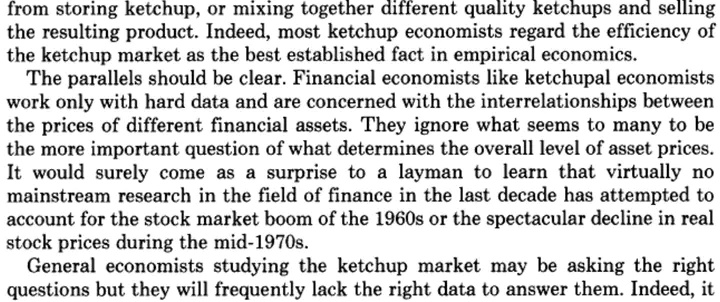 from storing ketchup, or mixing together different quality ketchups and selling
the resulting product. Indeed, most ketchup economists regard the efficiency of
the ketchup market as the best established fact in empirical economics.
The parallels should be clear. Financial economists like ketchupal economists
work only with hard data and are concerned with the interrelationships between
the prices of different financial assets. They ignore what seems to many to be
the more important question of what determines the overall level of asset prices.
It would surely come as a surprise to a layman to learn that virtually no
mainstream research in the field of finance in the last decade has attempted to
account for the stock market boom of the 1960s or the spectacular decline in real
stock prices during the mid-1970s.
General economists studying the ketchup market may be asking the right
questions but they will frequently lack the right data to answer them. Indeed, it